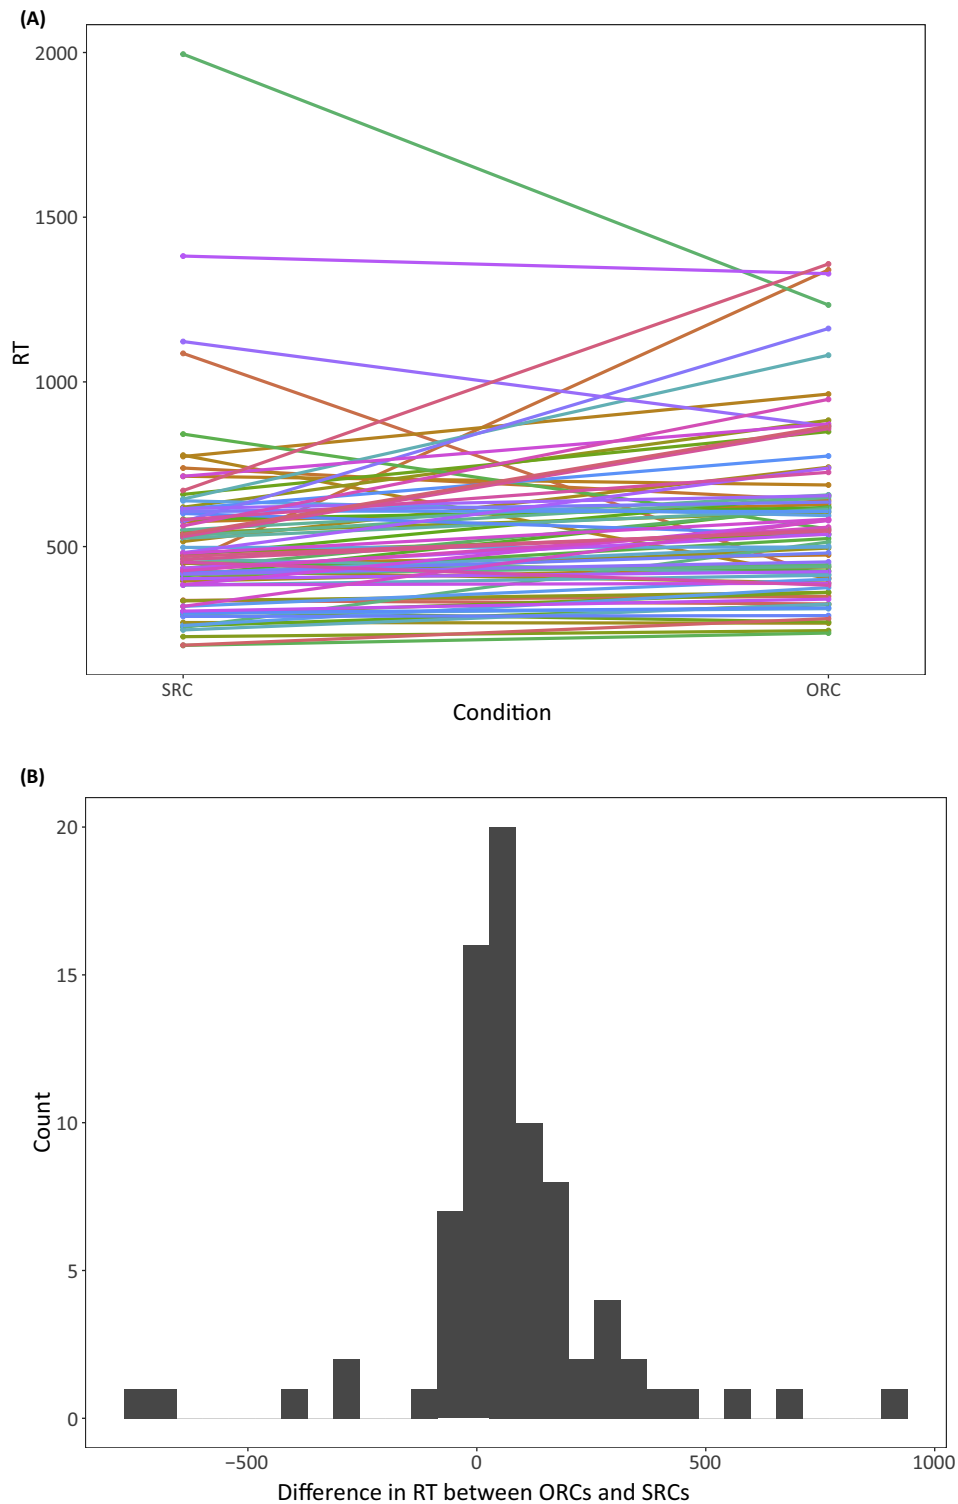 (A)
2000
1500
1000
500
RT
SRC
ORC
Condition
(B)
20
15
10
5
0
Count
−500
0
500
1000
Difference in RT between ORCs and SRCs